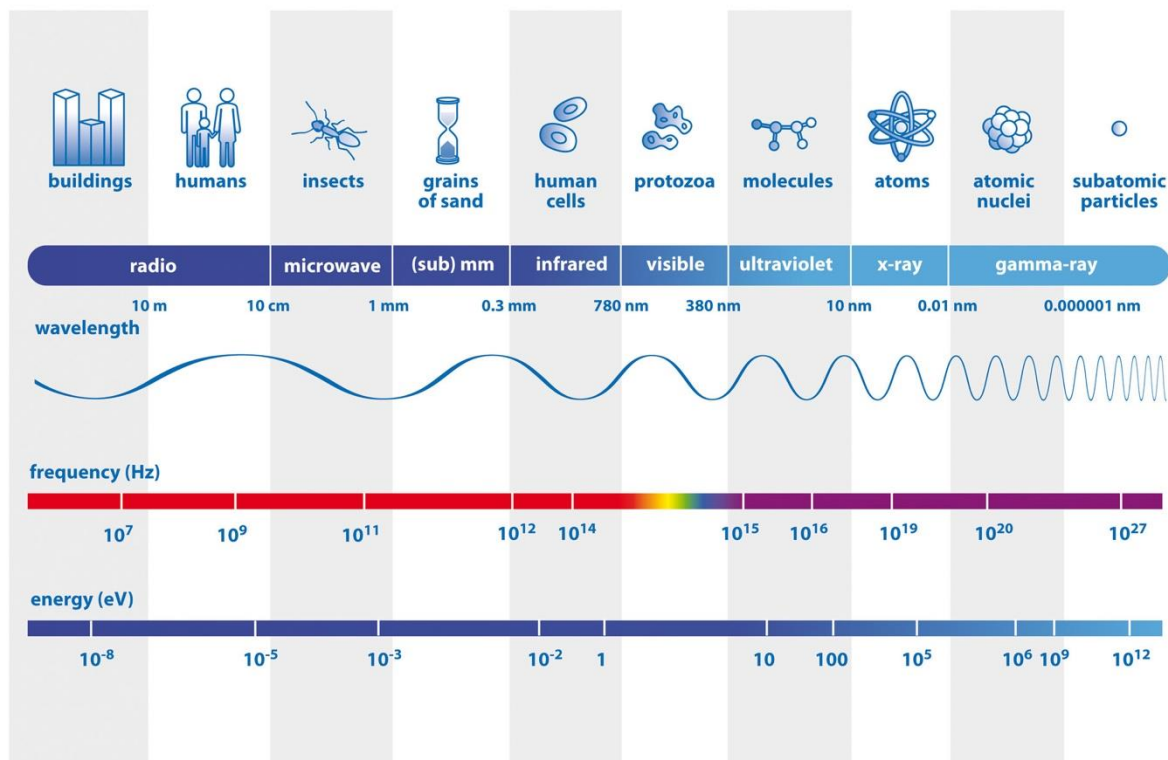 buildings
humans
insects
grains
of sand
human
cells
protozoa
molecules
atoms
atomic
nuclei
subatomic
particles
radio
microwave
(sub) mm
infrared
visible
ultraviolet
x-ray
gamma-ray
10 m
10 cm
1 mm
0.3 mm
780 nm
380 nm
10 nm
0.01 nm
0.000001 nm
wavelength
frequency (Hz)
10⁷
10⁹
10¹¹
10¹²
10¹⁴
10¹⁵
10¹⁶
10¹⁹
10²⁰
10²⁷
energy (eV)
10⁻⁸
10⁻⁵
10⁻³
10⁻²
1
10
100
10⁵
10⁶
10⁹
10¹²